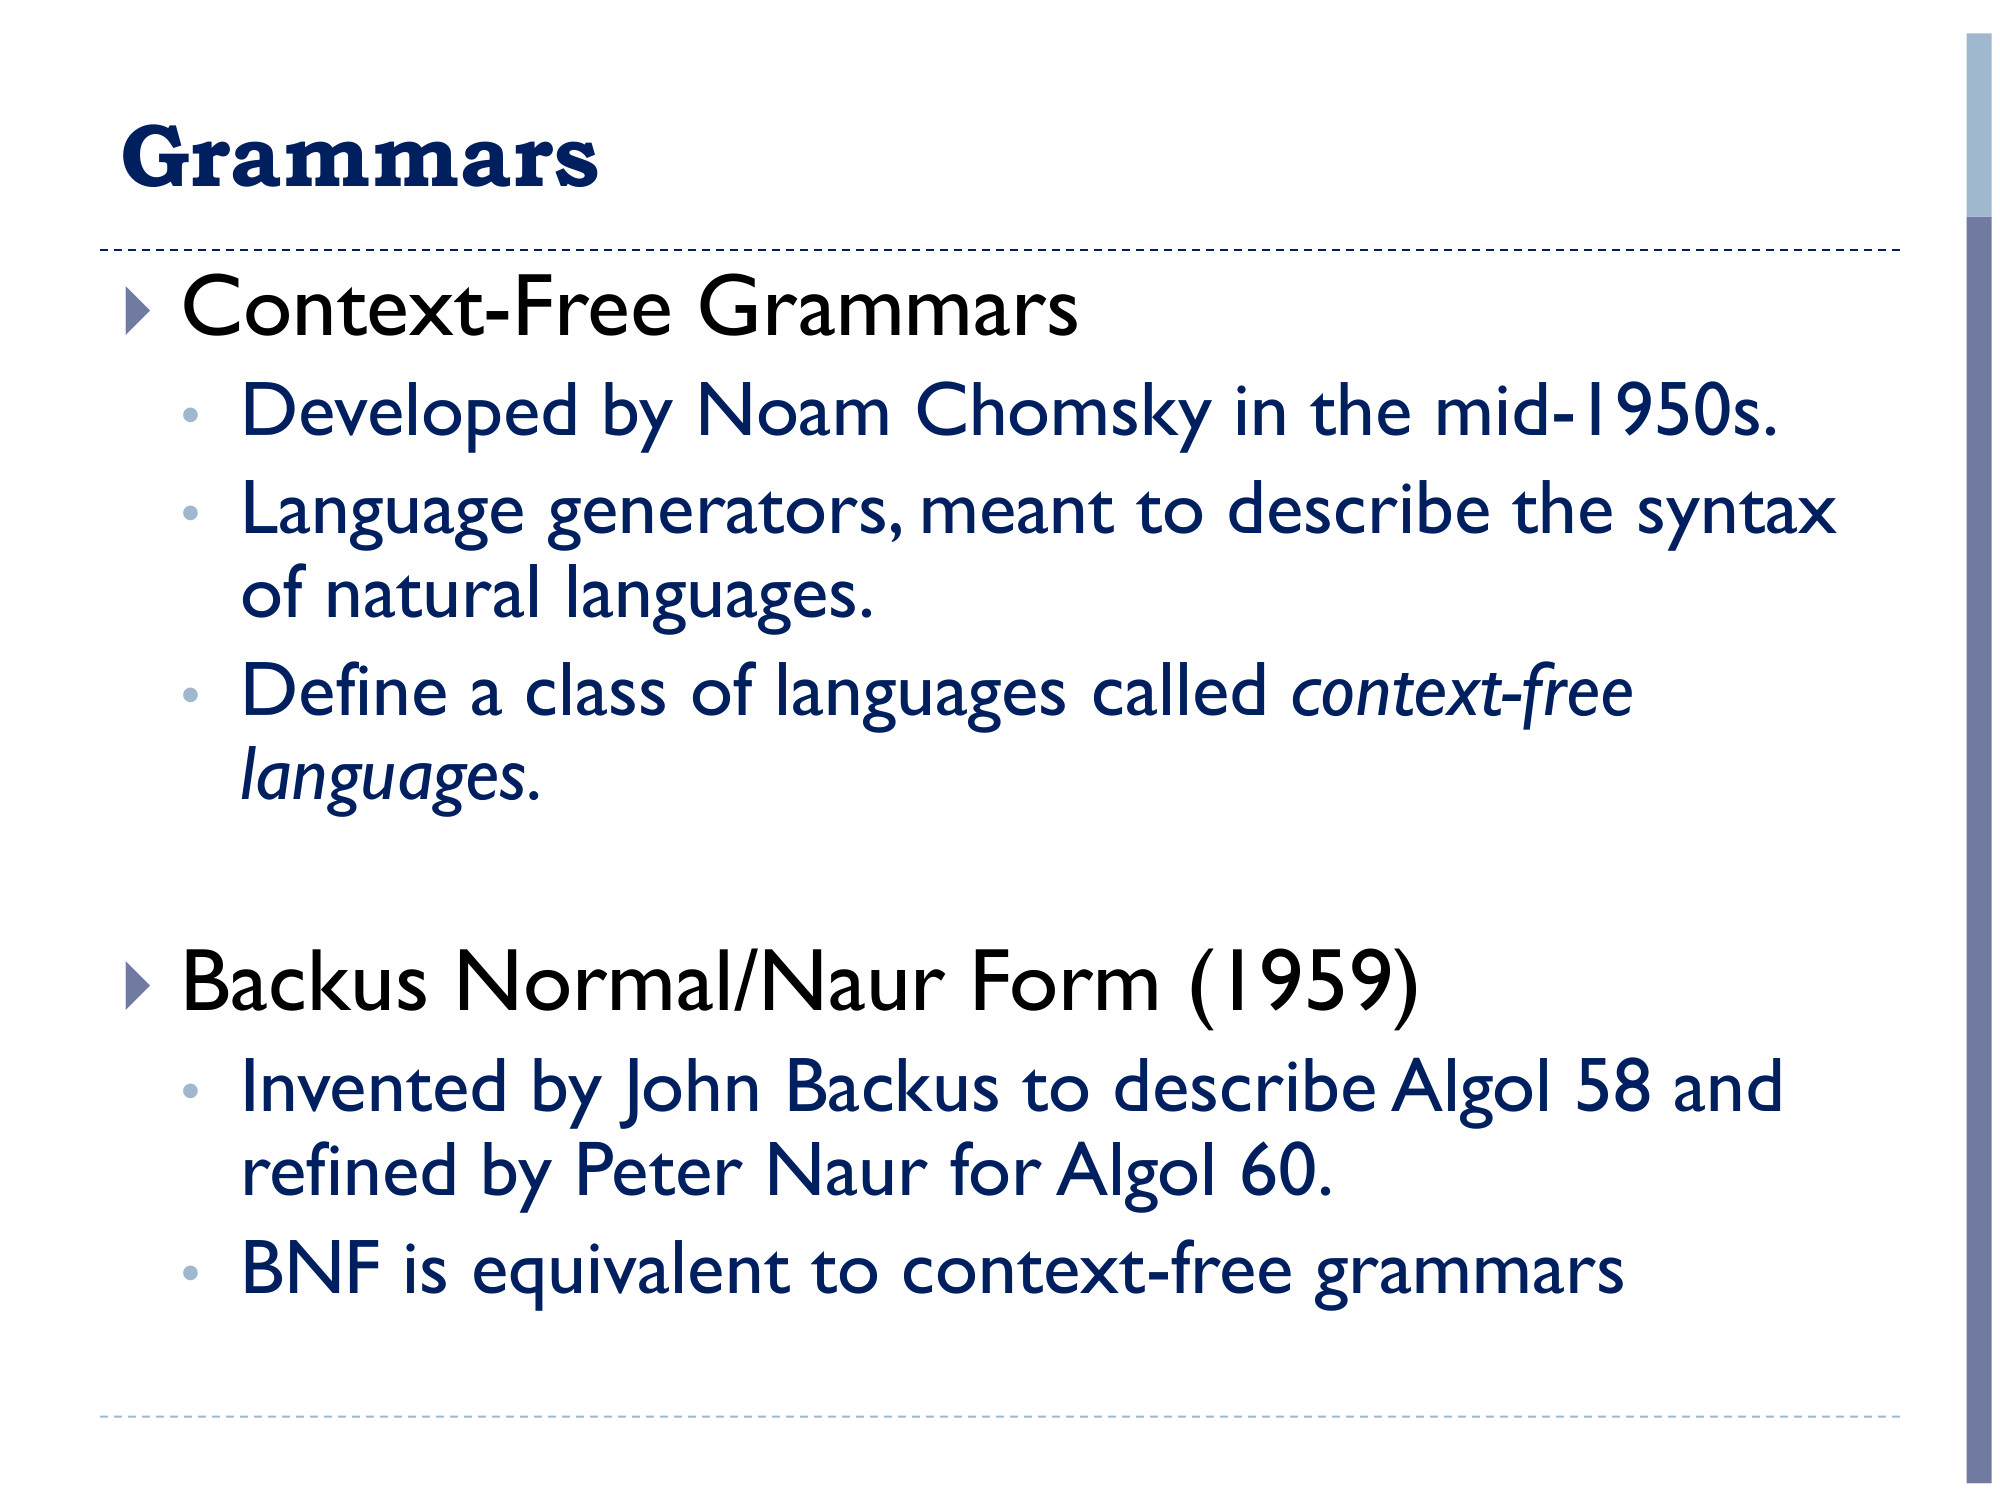 Grammars
Context-Free Grammars
• Developed by Noam Chomsky in the mid-1950s.
• Language generators, meant to describe the syntax
of natural languages.
• Define a class of languages called context-free
languages.
Backus Normal/Naur Form (1959)
• Invented by John Backus to describe Algol 58 and
refined by Peter Naur for Algol 60.
• BNF is equivalent to context-free grammars